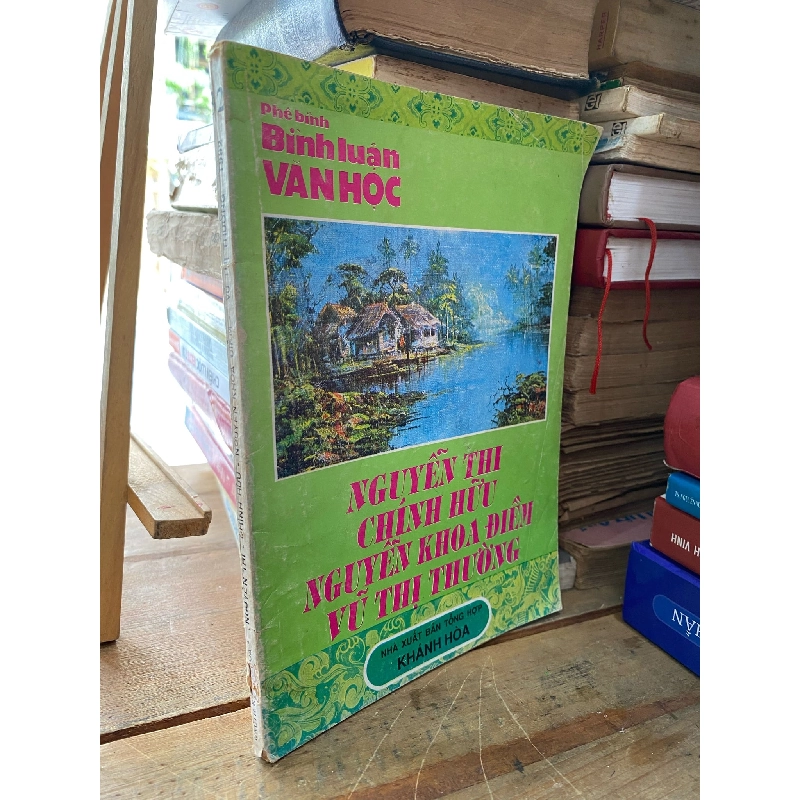 Phê bình
Bình luận
VĂN HỌC
NGUYỄN THI
CHÍNH HỮU
NGUYỄN KHOA ĐIỀM
VŨ THỊ THƯỜNG
NHÀ XUẤT BẢN TỔNG HỢP
KHÁNH HÒA